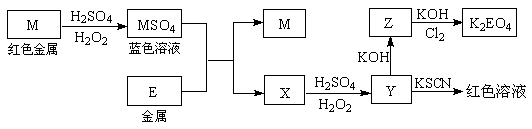 M H₂SO₄ H₂O₂ MSO₄ M Z KOH Cl₂ K₂EO₄
红色金属 蓝色溶液 KOH
E X H₂SO₄ H₂O₂ Y KSCN 红色溶液
金属